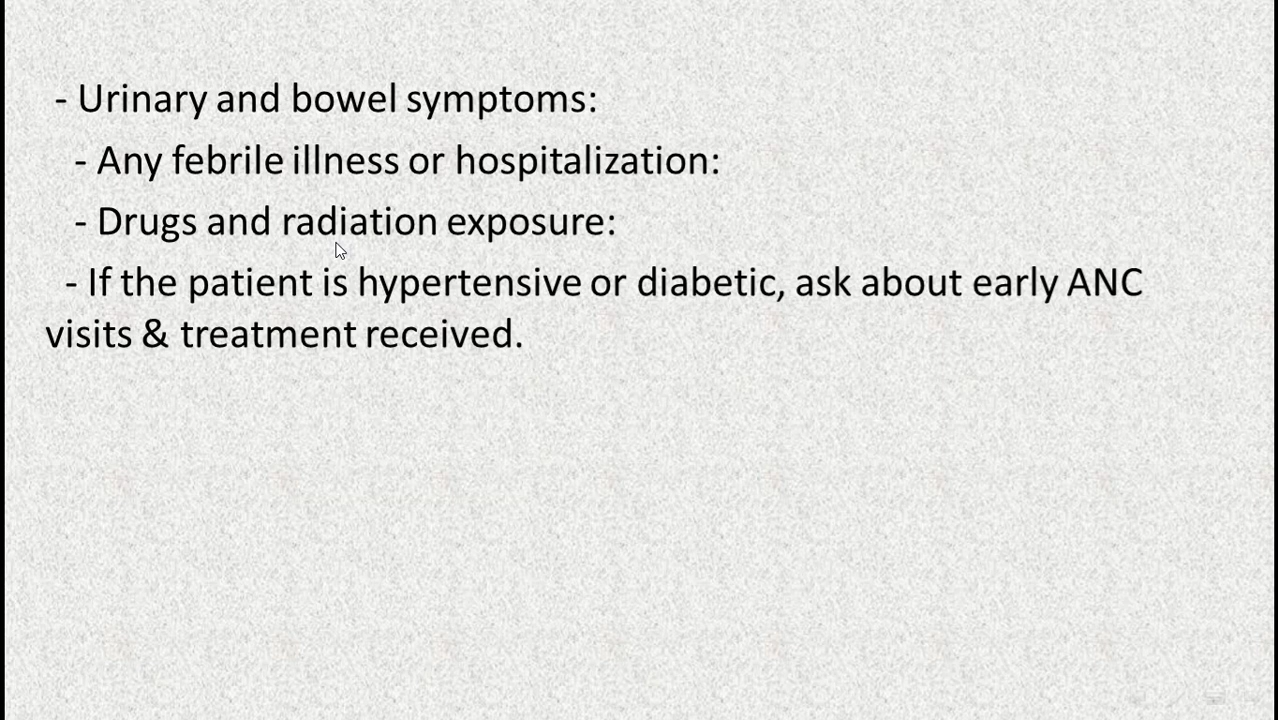 - Urinary and bowel symptoms:
- Any febrile illness or hospitalization:
- Drugs and radiation exposure:
- If the patient is hypertensive or diabetic, ask about early ANC
visits & treatment received.